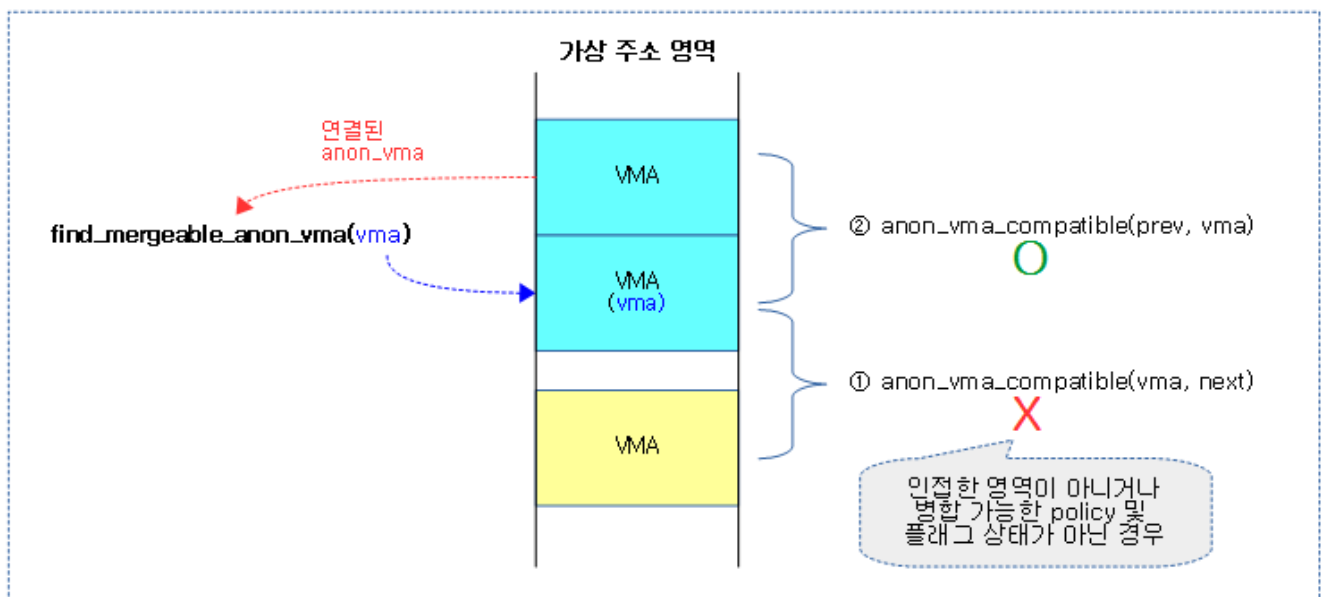 가상 주소 영역
연결된
anon_vma
VMA
find_mergeable_anon_vma(vma)
② anon_vma_compatible(prev, vma)
O
VMA
(vma)
① anon_vma_compatible(vma, next)
X
VMA
인접한 영역이 아니거나
병합 가능한 policy 및
플래그 상태가 아닌 경우